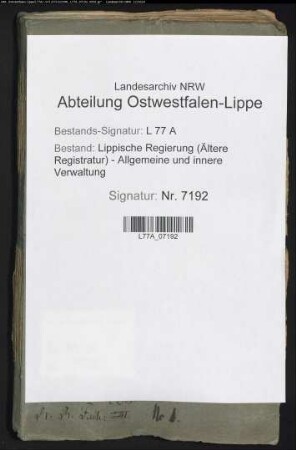 Landesarchiv NRW
Abteilung Ostwestfalen-Lippe
Bestands-Signatur: L 77 A
Bestand: Lippische Regierung (Ältere
Registratur) - Allgemeine und innere
Verwaltung
Signatur: Nr. 7192
L77A_07192